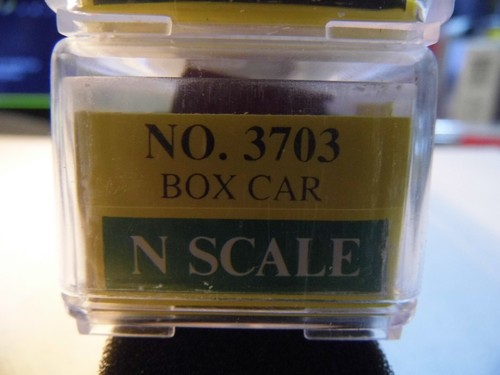 NO. 3703
BOX CAR
N SCALE